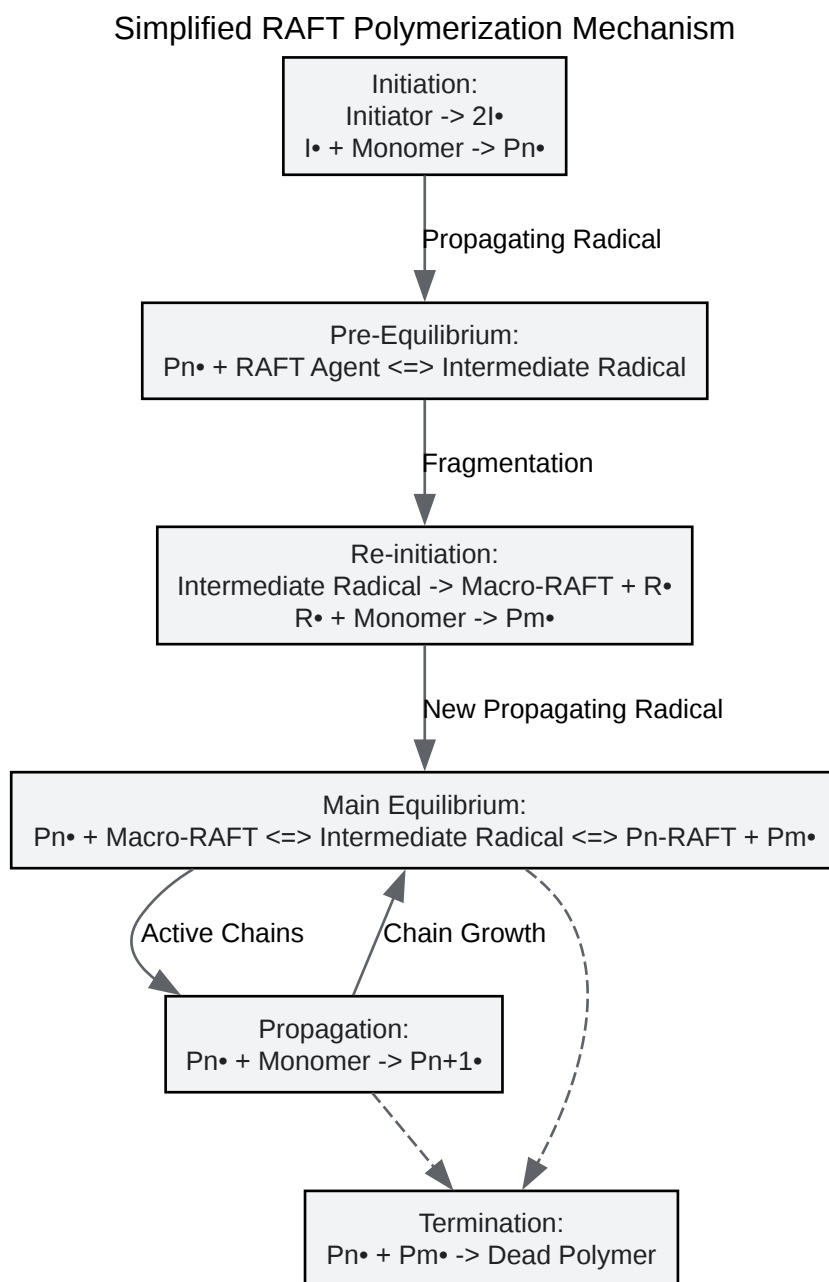 Simplified RAFT Polymerization Mechanism
Initiation:
Initiator -> 2I•
I• + Monomer -> Pn•
Propagating Radical
Pre-Equilibrium:
Pn• + RAFT Agent <=> Intermediate Radical
Fragmentation
Re-initiation:
Intermediate Radical -> Macro-RAFT + R•
R• + Monomer -> Pm•
New Propagating Radical
Main Equilibrium:
Pn• + Macro-RAFT <=> Intermediate Radical <=> Pn-RAFT + Pm•
Active Chains
Chain Growth
Propagation:
Pn• + Monomer -> Pn+1•
Termination:
Pn• + Pm• -> Dead Polymer